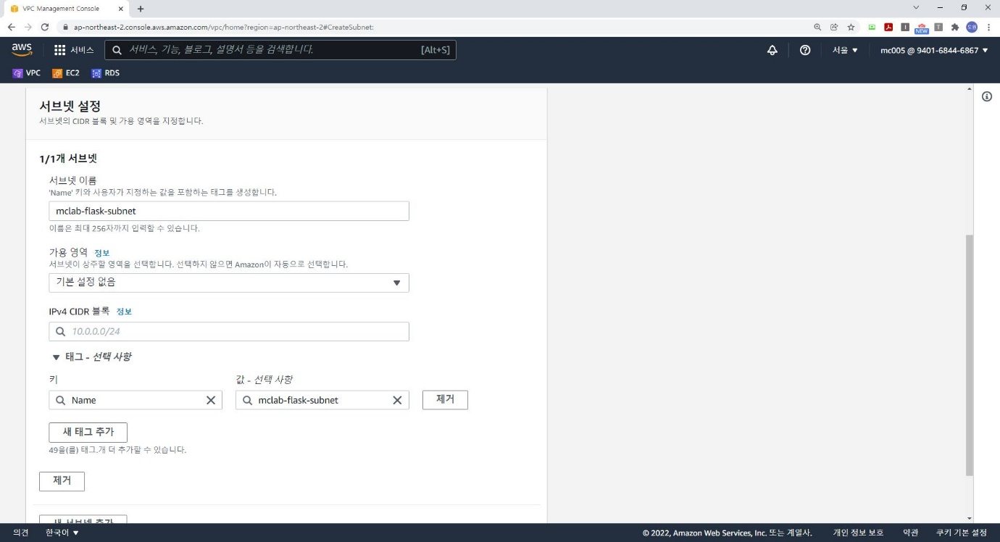 VPC Management Console
ap-northeast-2.console.aws.amazon.com/vpc/home?region=ap-northeast-2#CreateSubnet:
NEW
도원
aws 서비스 서비스, 기능, 블로그, 설명서 등을 검색합니다. [Alt+S] 서울 mc005 @ 9401-6844-6867
VPC EC2 RDS
서브넷 설정
서브넷의 CIDR 블록 및 가용 영역을 지정합니다.
1/1개 서브넷
서브넷 이름
'Name' 키와 사용자가 지정하는 값을 포함하는 태그를 생성합니다.
mclab-flask-subnet
이름은 최대 256자까지 입력할 수 있습니다.
가용 영역 정보
서브넷이 상주할 영역을 선택합니다. 선택하지 않으면 Amazon이 자동으로 선택합니다.
기본 설정 없음
IPv4 CIDR 블록 정보
10.0.0.0/24
태그 - 선택 사항
키 값 - 선택 사항
Name mclab-flask-subnet 제거
새 태그 추가
49을(를) 태그.개 더 추가할 수 있습니다.
제거
새 서브넷 추가
의견 한국어 © 2022, Amazon Web Services, Inc. 또는 계열사. 개인 정보 보호 약관 쿠키 기본 설정